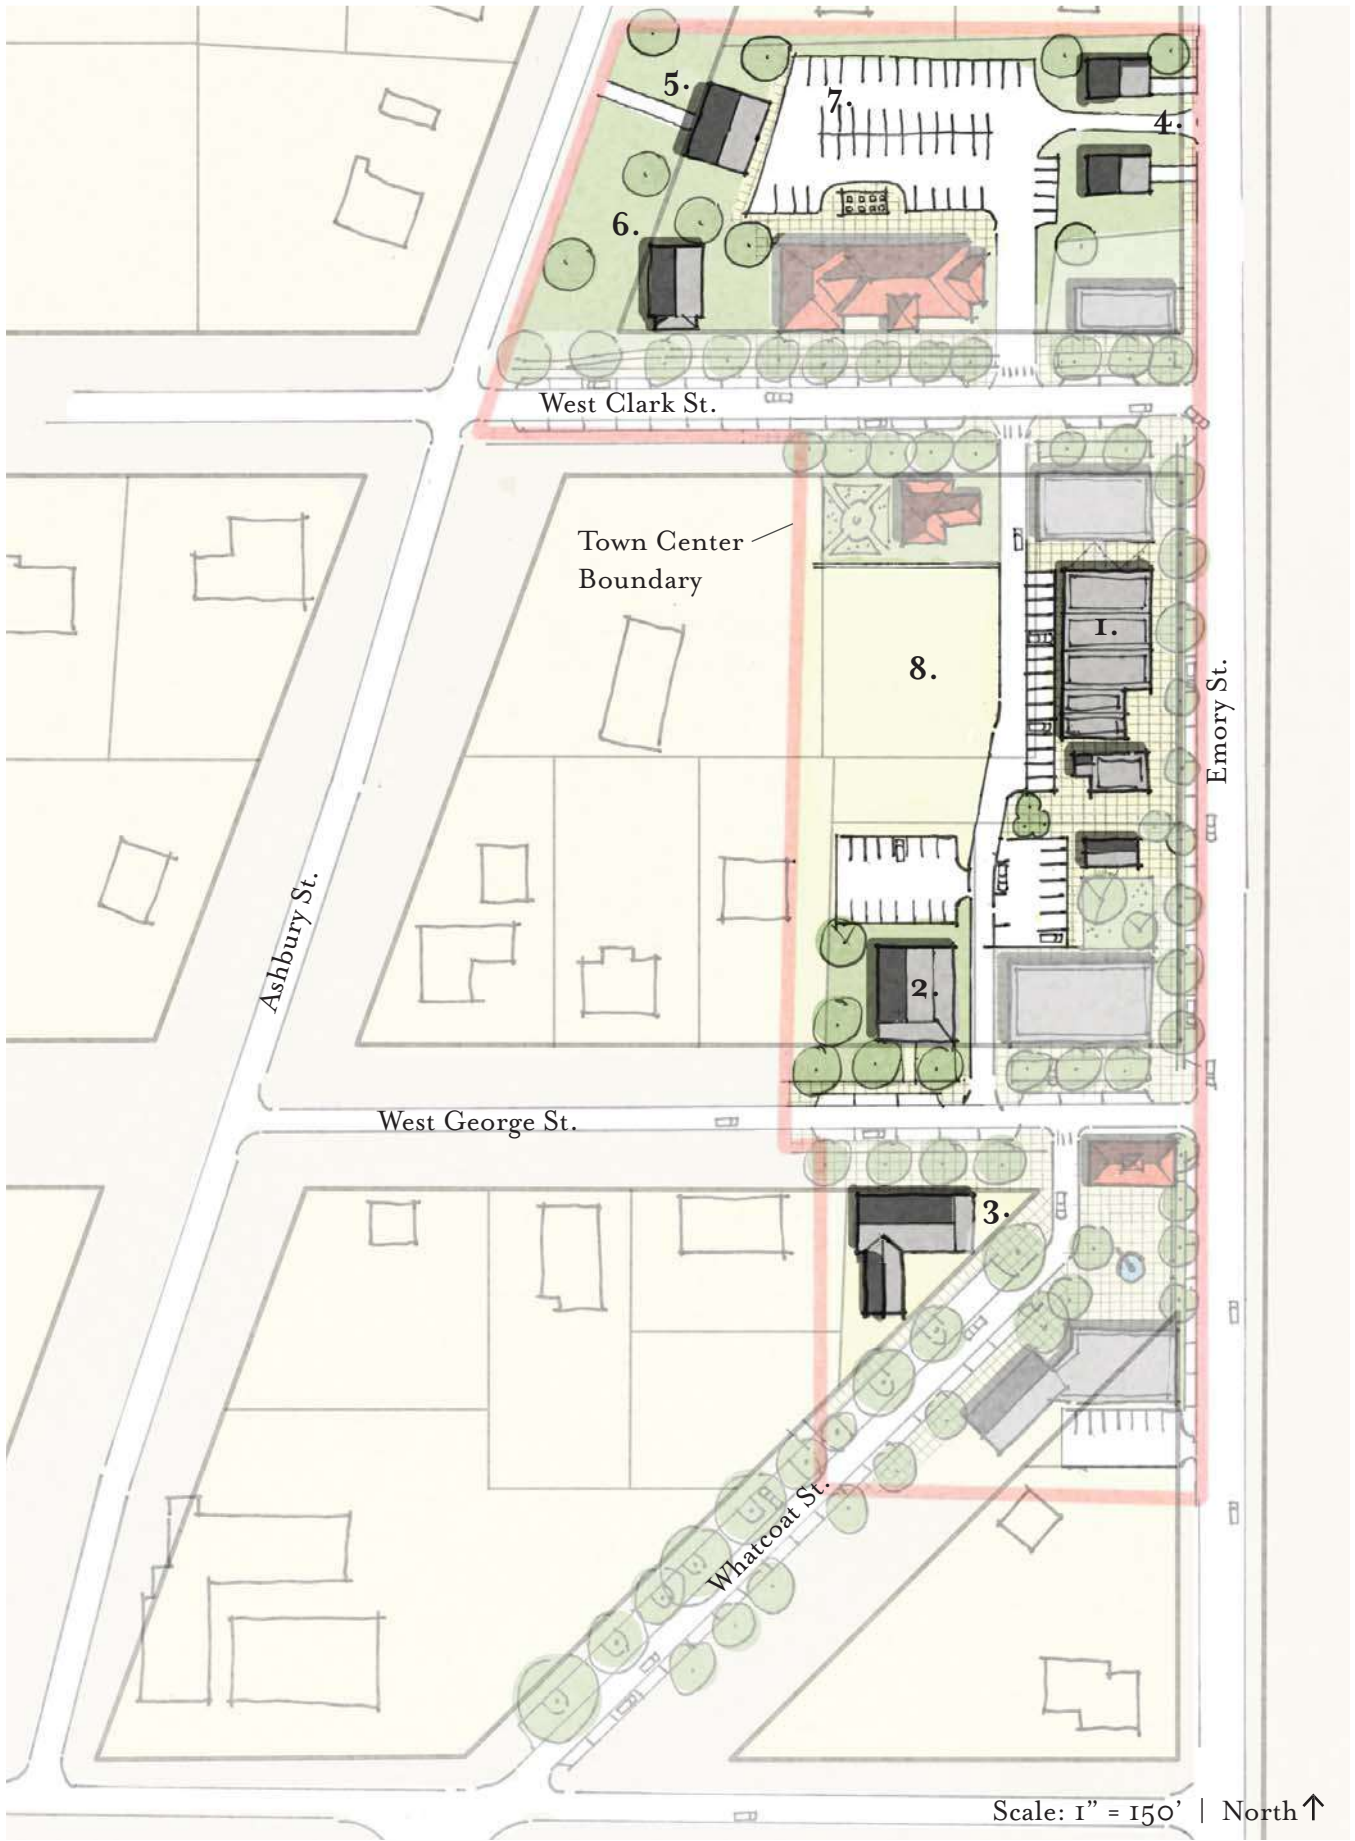 5.
7.
4.
6.
West Clark St.
Town Center
Boundary
1.
8.
Emory St.
Ashbury St.
2.
West George St.
3.
Whatcoat St.
Scale: 1” = 150’ | North↑